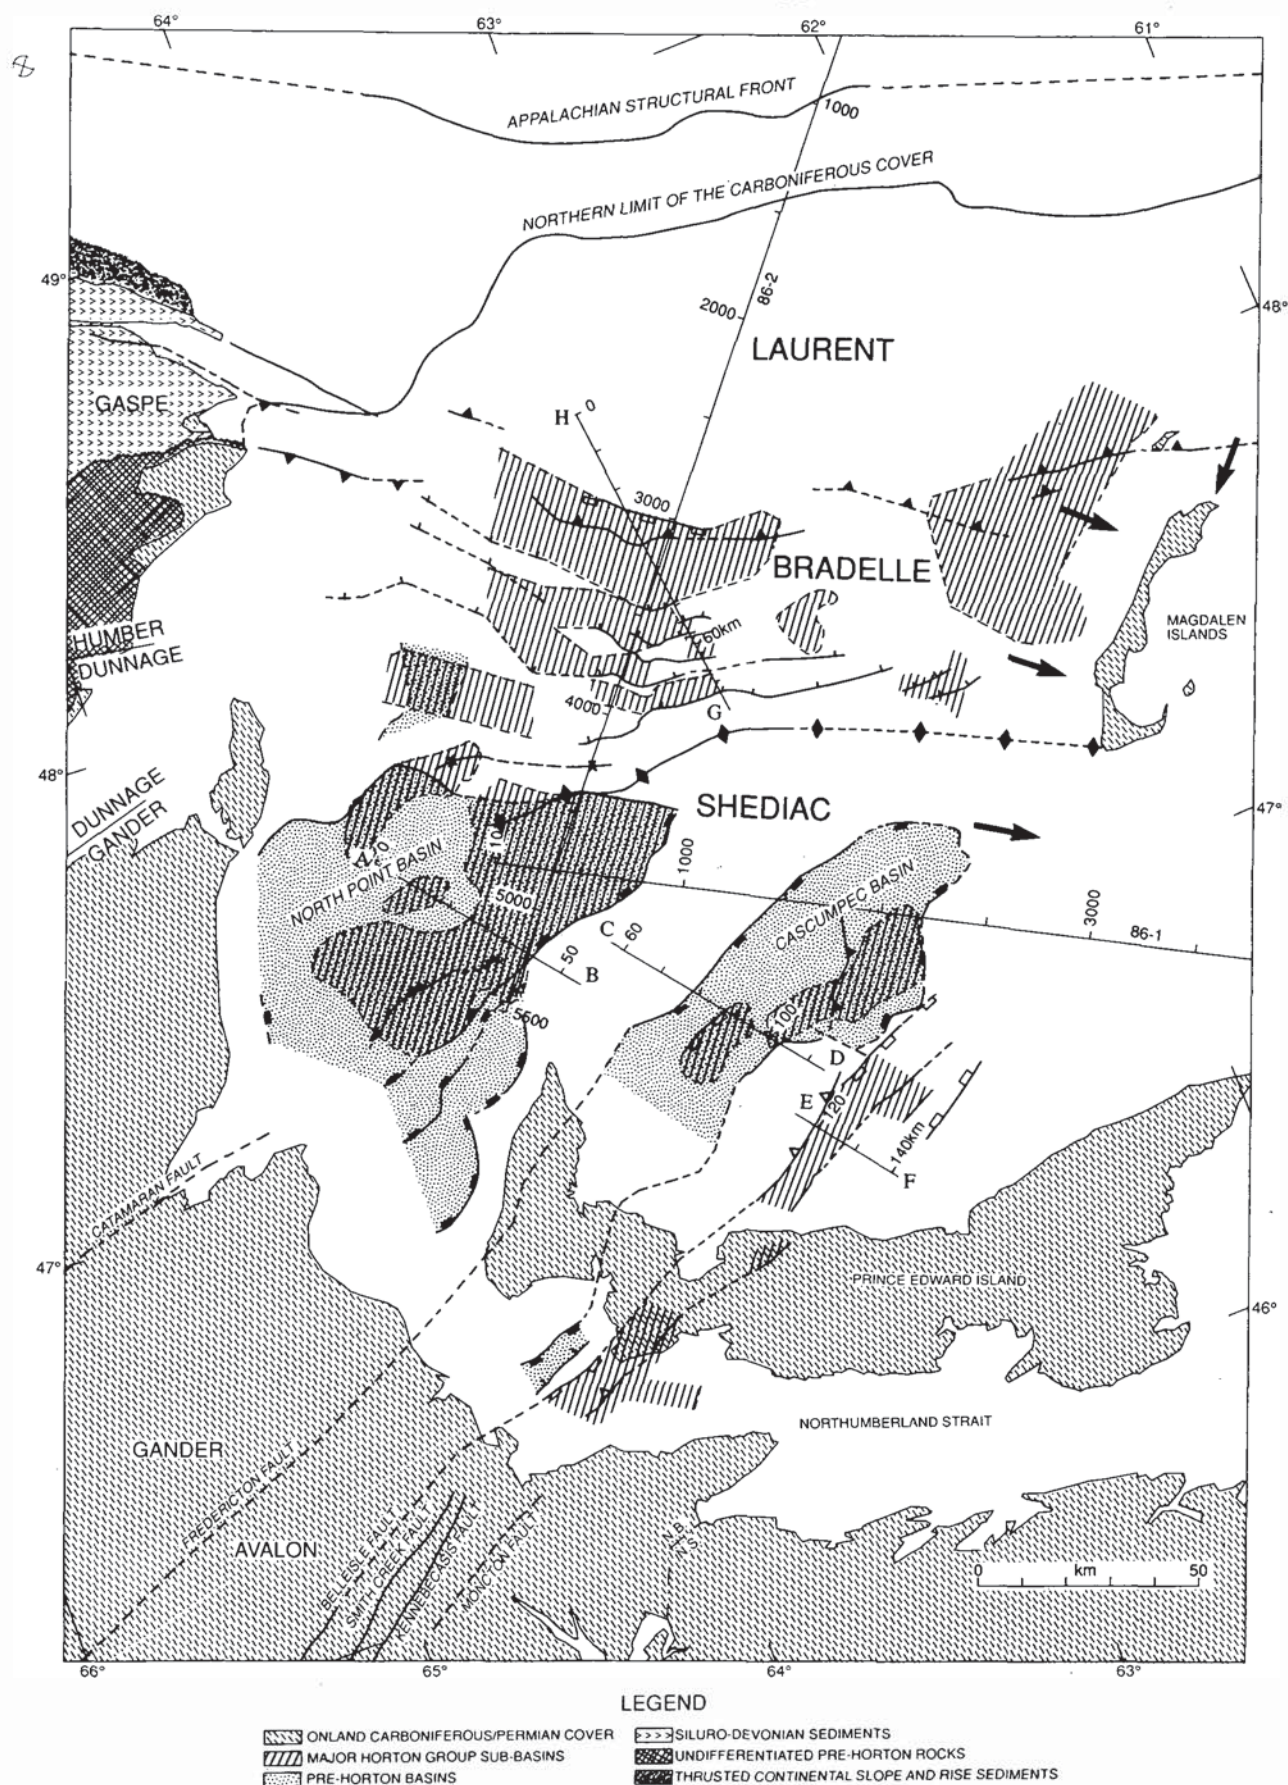 64°
63°
62°
61°
APPALACHIAN STRUCTURAL FRONT
1000
NORTHERN LIMIT OF THE CARBONIFEROUS COVER
49°
86-2
2000
48°
LAURENT
GASPE
H
0
3000
BRADELLE
HUMBER
DUNNAGE
60km
MAGDALEN
ISLANDS
4000
G
48°
DUNNAGE
GANDER
SHEDIAC
47°
A
0
NORTH POINT BASIN
1000
5000
CASCUMPEC BASIN
3000
86-1
C
60
50
B
5500
100
D
E
120
140km
F
CATAMARAN FAULT
47°
PRINCE EDWARD ISLAND
46°
NORTHUMBERLAND STRAIT
GANDER
FREDERICTON FAULT
AVALON
BELLEISLE FAULT
SMITH CREEK FAULT
KENNEBECASIS FAULT
MONCTON FAULT
N.B.
N.S.
0 km 50
66°
65°
64°
63°
LEGEND
ONLAND CARBONIFEROUS/PERMIAN COVER
MAJOR HORTON GROUP SUB-BASINS
PRE-HORTON BASINS
SILURO-DEVONIAN SEDIMENTS
UNDIFFERENTIATED PRE-HORTON ROCKS
THRUSTED CONTINENTAL SLOPE AND RISE SEDIMENTS